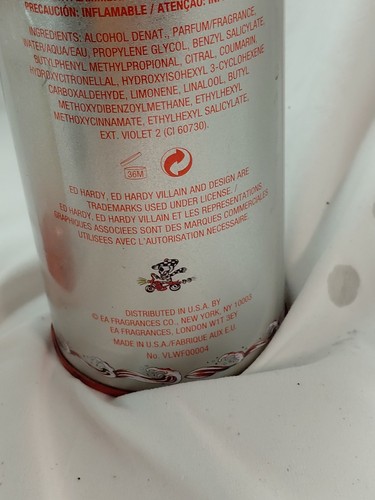 PRECAUCIÓN: INFLAMABLE / ATENÇÃO:
INGREDIENTS: ALCOHOL DENAT., PARFUM/FRAGRANCE,
WATER/AQUA/EAU, PROPYLENE GLYCOL, BENZYL SALICYLATE,
BUTYLPHENYL METHYLPROPIONAL, CITRAL, COUMARIN,
HYDROXYCITRONELLAL, HYDROXYISOHEXYL 3-CYCLOHEXENE
CARBOXALDEHYDE, LIMONENE, LINALOOL, BUTYL
METHOXYDIBENZOYLMETHANE, ETHYLHEXYL
METHOXYCINNAMATE, ETHYLHEXYL SALICYLATE,
EXT. VIOLET 2 (CI 60730).
36M
ED HARDY, ED HARDY VILLAIN AND DESIGN ARE
TRADEMARKS USED UNDER LICENSE. /
ED HARDY, ED HARDY VILLAIN ET LES REPRESENTATIONS
GRAPHIQUES ASSOCIEES SONT DES MARQUES COMMERCIALES
UTILISEES AVEC L'AUTORISATION NECESSAIRE.
DISTRIBUTED IN U.S.A. BY
© EA FRAGRANCES CO., NEW YORK, NY 10003
EA FRAGRANCES, LONDON W1T 3EY
MADE IN U.S.A./FABRIQUE AUX E.U.
No. VLWF00004